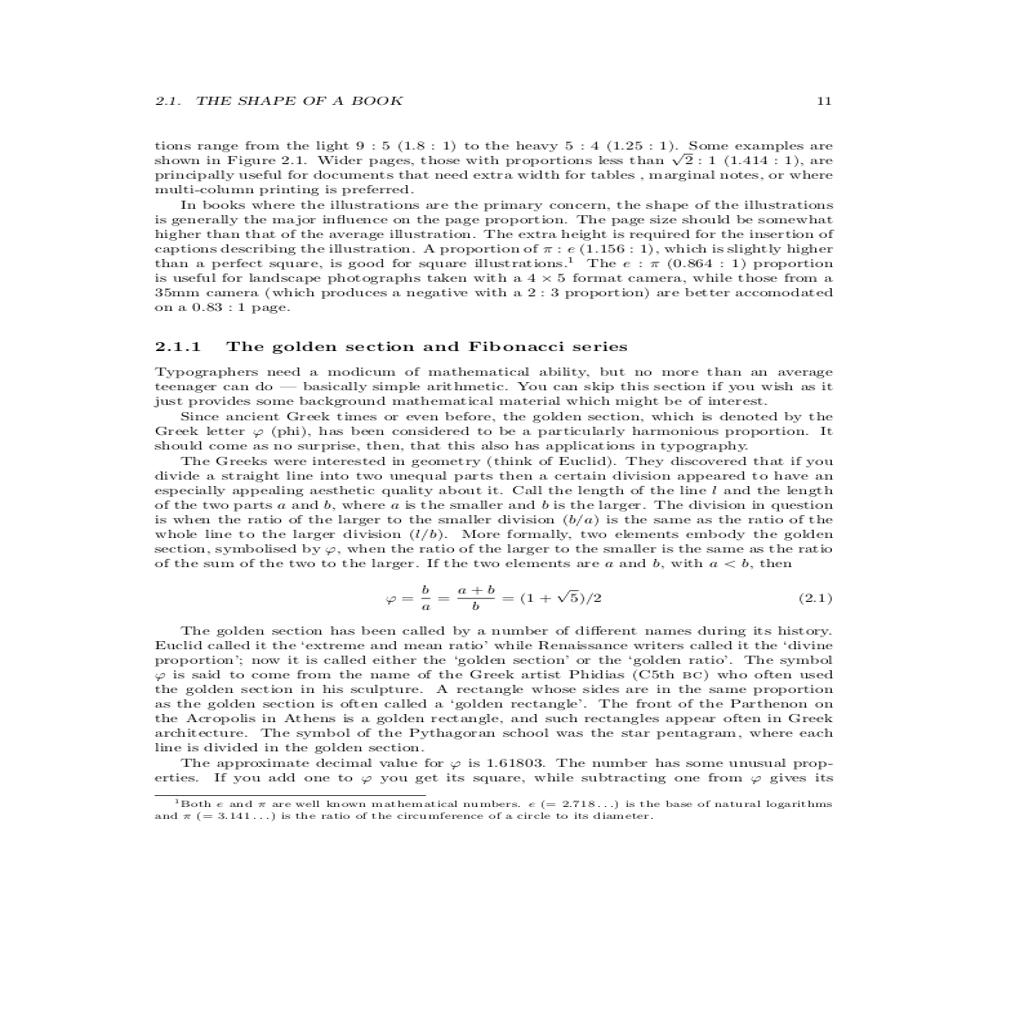 2.1. THE SHAPE OF A BOOK 11
tions range from the light 9 : 5 (1.8 : 1) to the heavy 5 : 4 (1.25 : 1). Some examples are
shown in Figure 2.1. Wider pages, those with proportions less than √2 : 1 (1.414 : 1), are
principally useful for documents that need extra width for tables , marginal notes, or where
multi-column printing is preferred.
In books where the illustrations are the primary concern, the shape of the illustrations
is generally the major influence on the page proportion. The page size should be somewhat
higher than that of the average illustration. The extra height is required for the insertion of
captions describing the illustration. A proportion of π : e (1.156 : 1), which is slightly higher
than a perfect square, is good for square illustrations.¹ The e : π (0.864 : 1) proportion
is useful for landscape photographs taken with a 4 × 5 format camera, while those from a
35mm camera (which produces a negative with a 2 : 3 proportion) are better accomodated
on a 0.83 : 1 page.
2.1.1 The golden section and Fibonacci series
Typographers need a modicum of mathematical ability, but no more than an average
teenager can do — basically simple arithmetic. You can skip this section if you wish as it
just provides some background mathematical material which might be of interest.
Since ancient Greek times or even before, the golden section, which is denoted by the
Greek letter φ (phi), has been considered to be a particularly harmonious proportion. It
should come as no surprise, then, that this also has applications in typography.
The Greeks were interested in geometry (think of Euclid). They discovered that if you
divide a straight line into two unequal parts then a certain division appeared to have an
especially appealing aesthetic quality about it. Call the length of the line l and the length
of the two parts a and b, where a is the smaller and b is the larger. The division in question
is when the ratio of the larger to the smaller division (b/a) is the same as the ratio of the
whole line to the larger division (l/b). More formally, two elements embody the golden
section, symbolised by φ, when the ratio of the larger to the smaller is the same as the ratio
of the sum of the two to the larger. If the two elements are a and b, with a < b, then
φ = b/a = (a + b)/b = (1 + √5)/2 (2.1)
The golden section has been called by a number of different names during its history.
Euclid called it the ‘extreme and mean ratio’ while Renaissance writers called it the ‘divine
proportion’; now it is called either the ‘golden section’ or the ‘golden ratio’. The symbol
φ is said to come from the name of the Greek artist Phidias (C5th BC) who often used
the golden section in his sculpture. A rectangle whose sides are in the same proportion
as the golden section is often called a ‘golden rectangle’. The front of the Parthenon on
the Acropolis in Athens is a golden rectangle, and such rectangles appear often in Greek
architecture. The symbol of the Pythagoran school was the star pentagram, where each
line is divided in the golden section.
The approximate decimal value for φ is 1.61803. The number has some unusual prop-
erties. If you add one to φ you get its square, while subtracting one from φ gives its
¹Both e and π are well known mathematical numbers. e (= 2.718 . . .) is the base of natural logarithms
and π (= 3.141 . . .) is the ratio of the circumference of a circle to its diameter.